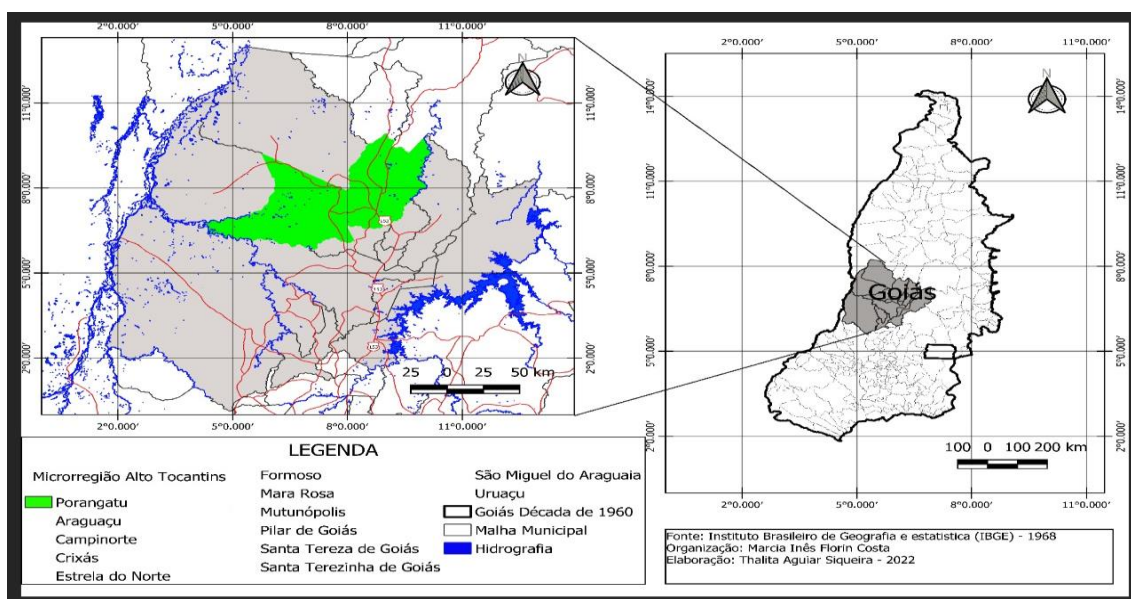 2°0.000' 5°0.000' 8°0.000' 11°0.000'
N
11°0.000'
8°0.000'
5°0.000'
2°0.000'
11°0.000'
8°0.000'
5°0.000'
2°0.000'
153
153
25 0 25 50 km
2°0.000' 5°0.000' 8°0.000' 11°0.000'
LEGENDA
Microrregião Alto Tocantins
Porangatu
Araguaçu
Campinorte
Crixás
Estrela do Norte
Formoso
Mara Rosa
Mutunópolis
Pilar de Goiás
Santa Tereza de Goiás
Santa Terezinha de Goiás
São Miguel do Araguaia
Uruaçu
Goiás Década de 1960
Malha Municipal
Hidrografia
2°0.000' 5°0.000' 8°0.000' 11°0.000'
N
14°0.000'
11°0.000'
8°0.000'
5°0.000'
2°0.000'
14°0.000'
11°0.000'
8°0.000'
5°0.000'
2°0.000'
Goiás
100 0 100 200 km
2°0.000' 5°0.000' 8°0.000' 11°0.000'
Fonte: Instituto Brasileiro de Geografia e estatistica (IBGE) - 1968
Organização: Marcia Inês Florin Costa
Elaboração: Thalita Aguiar Siqueira - 2022